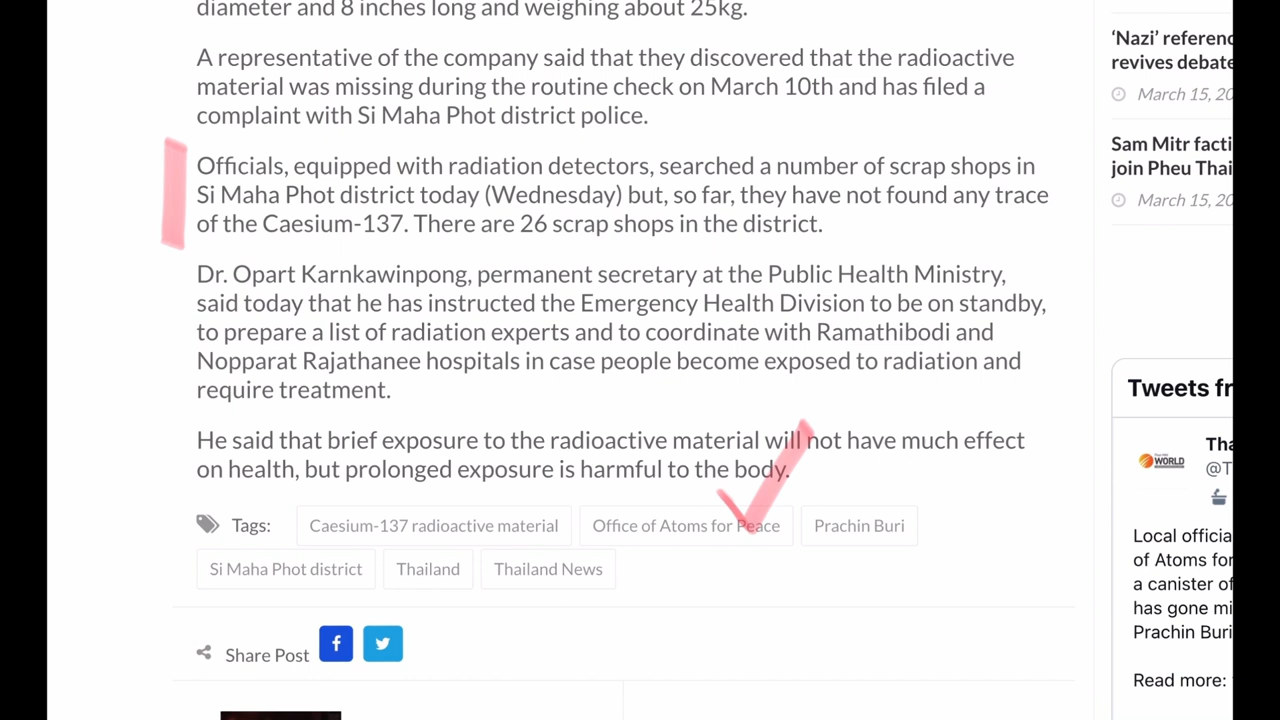 diameter and 8 inches long and weighing about 25kg.
A representative of the company said that they discovered that the radioactive
material was missing during the routine check on March 10th and has filed a
complaint with Si Maha Phot district police.
Officials, equipped with radiation detectors, searched a number of scrap shops in
Si Maha Phot district today (Wednesday) but, so far, they have not found any trace
of the Caesium-137. There are 26 scrap shops in the district.
Dr. Opart Karnkawinpong, permanent secretary at the Public Health Ministry,
said today that he has instructed the Emergency Health Division to be on standby,
to prepare a list of radiation experts and to coordinate with Ramathibodi and
Nopparat Rajathanee hospitals in case people become exposed to radiation and
require treatment.
He said that brief exposure to the radioactive material will not have much effect
on health, but prolonged exposure is harmful to the body.
Tags: Caesium-137 radioactive material Office of Atoms for Peace Prachin Buri
Si Maha Phot district Thailand Thailand News
Share Post
‘Nazi’ referenc
revives debate
March 15, 20
Sam Mitr facti
join Pheu Thai
March 15, 20
Tweets fr
WORLD
Tha
@T
Local officia
of Atoms for
a canister of
has gone mi
Prachin Buri
Read more: